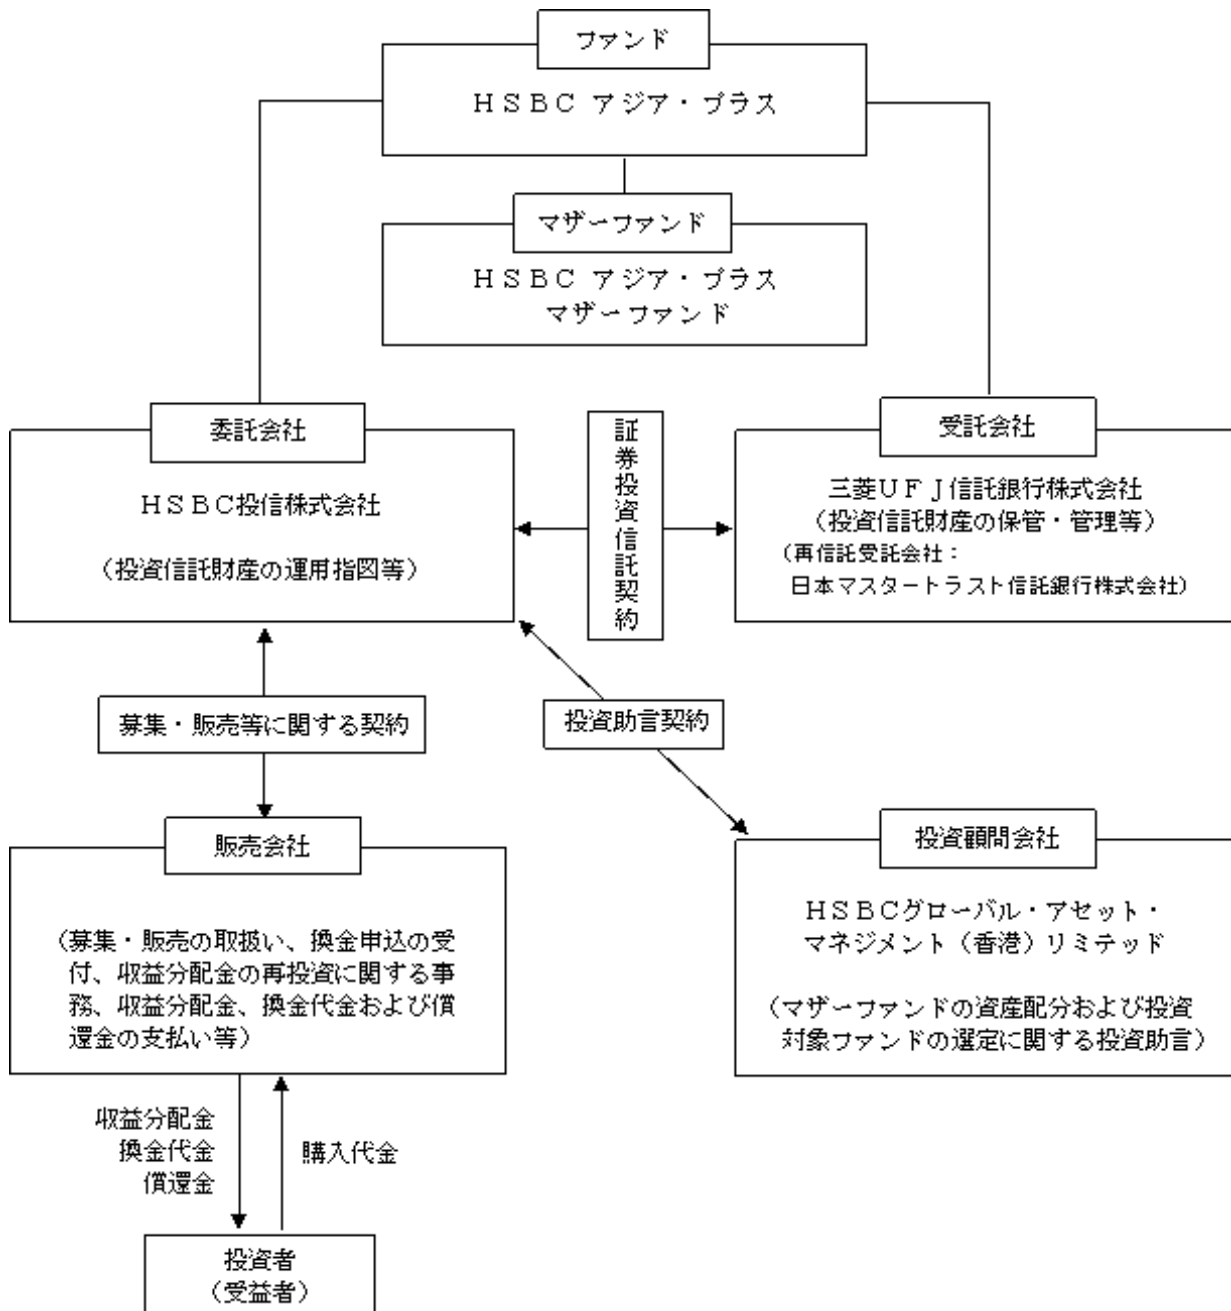 ファンド
HSBC アジア・プラス
マザーファンド
HSBC アジア・プラス
マザーファンド
委託会社
HSBC投信株式会社
(投資信託財産の運用指図等)
証券投資信託契約
受託会社
三菱UFJ信託銀行株式会社
(投資信託財産の保管・管理等)
(再信託受託会社:
日本マスタートラスト信託銀行株式会社)
募集・販売等に関する契約
投資助言契約
販売会社
(募集・販売の取扱い、換金申込の受
付、収益分配金の再投資に関する事
務、収益分配金、換金代金および償
還金の支払い等)
投資顧問会社
HSBCグローバル・アセット・
マネジメント(香港)リミテッド
(マザーファンドの資産配分および投資
対象ファンドの選定に関する投資助言)
収益分配金
換金代金
償還金
購入代金
投資者
(受益者)